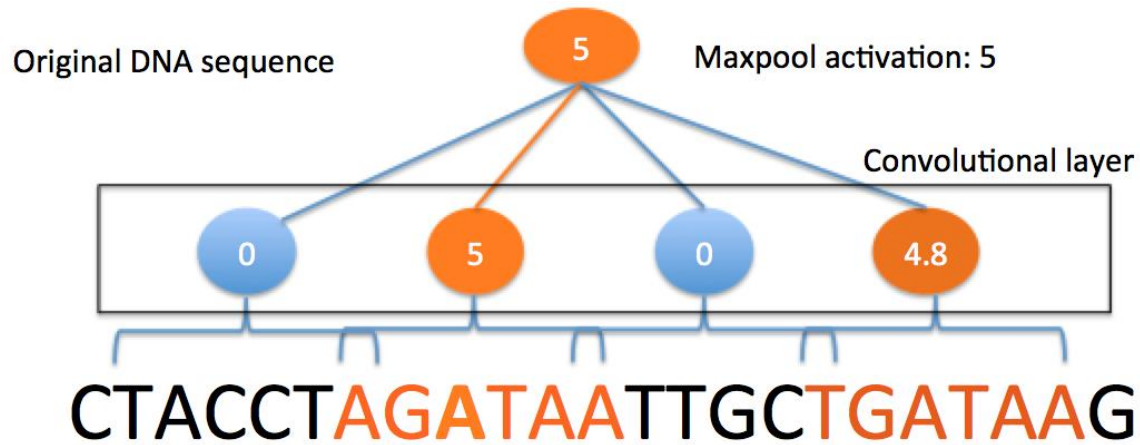 5
Original DNA sequence
Maxpool activation: 5
Convolutional layer
0 5 0 4.8
CTACCTAGATAATTGCTGATAAG